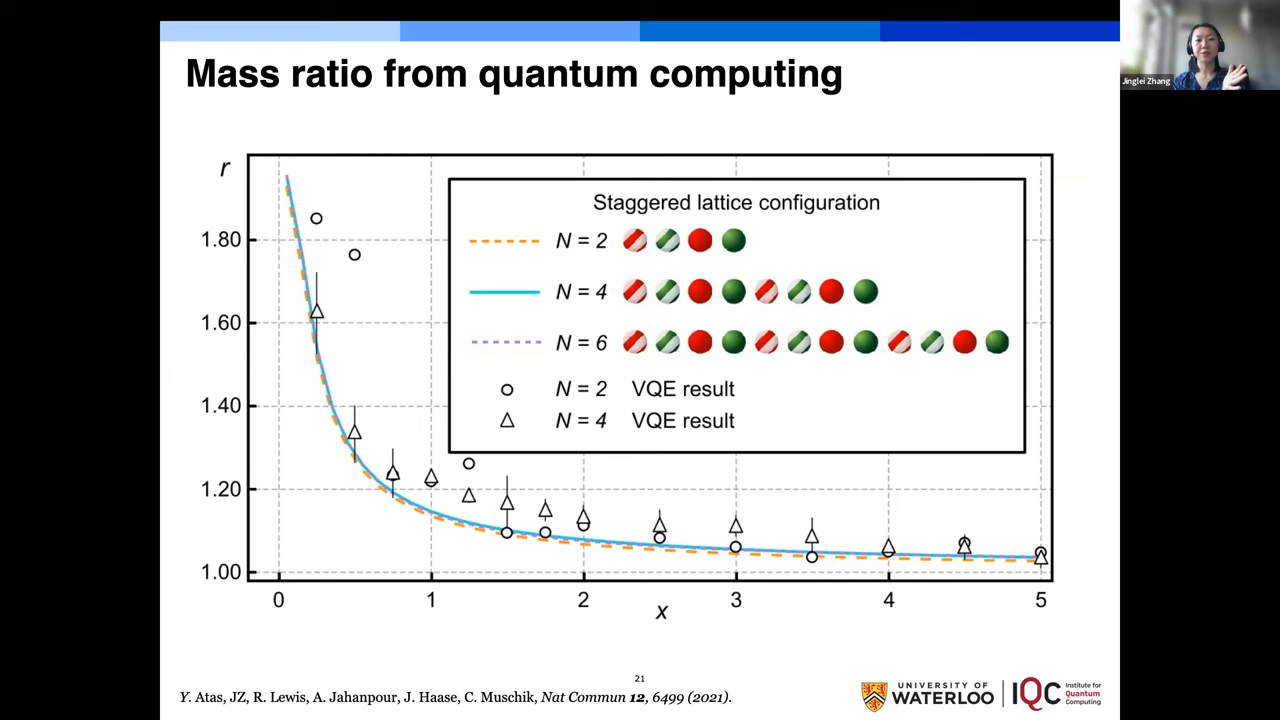 Mass ratio from quantum computing
Jinglei Zhang
r
1.80
1.60
1.40
1.20
1.00
Staggered lattice configuration
N = 2
N = 4
N = 6
N = 2 VQE result
N = 4 VQE result
0 1 2 3 4 5
x
21
Y. Atas, JZ, R. Lewis, A. Jahanpour, J. Haase, C. Muschik, Nat Commun 12, 6499 (2021).
UNIVERSITY OF
WATERLOO
IQC
Institute for
Quantum
Computing